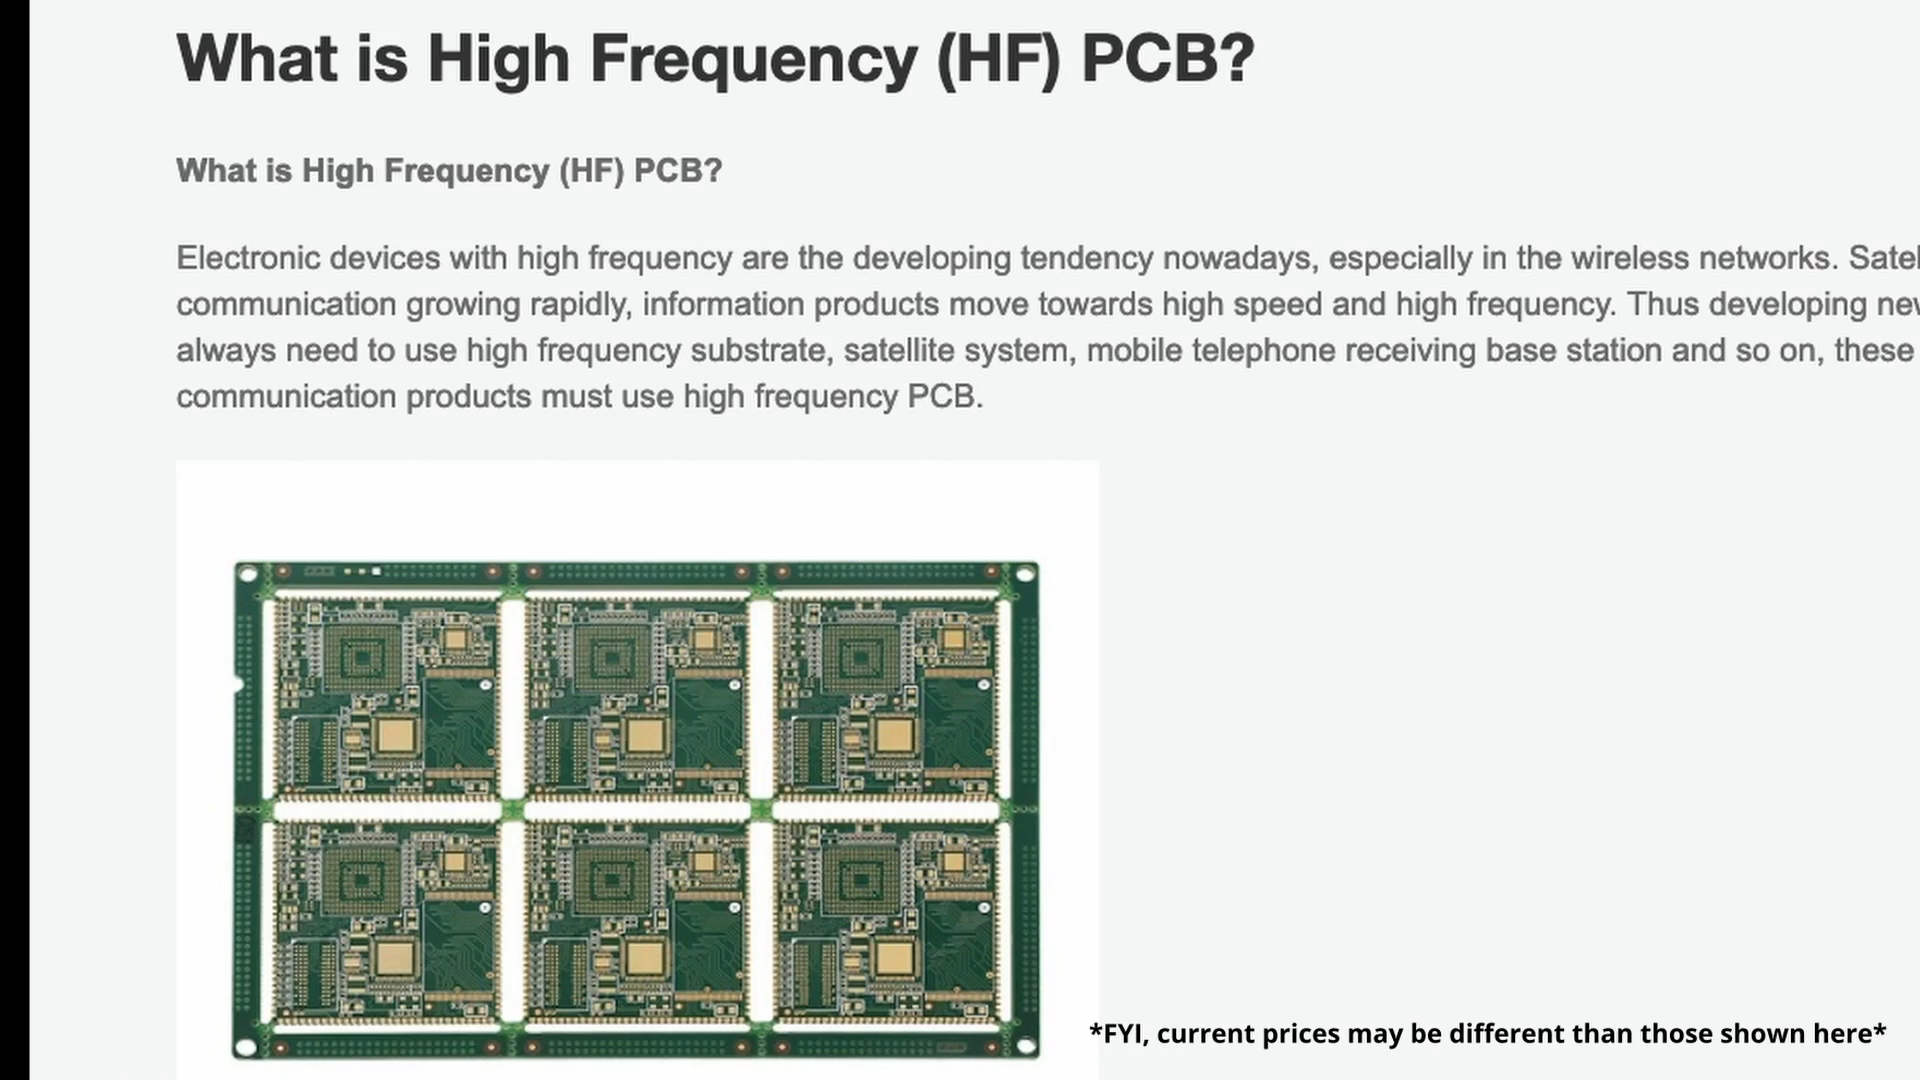 What is High Frequency (HF) PCB?
What is High Frequency (HF) PCB?
Electronic devices with high frequency are the developing tendency nowadays, especially in the wireless networks.
communication growing rapidly, information products move towards high speed and high frequency. Thus developing
always need to use high frequency substrate, satellite system, mobile telephone receiving base station and so on, these
communication products must use high frequency PCB.
*FYI, current prices may be different than those shown here*